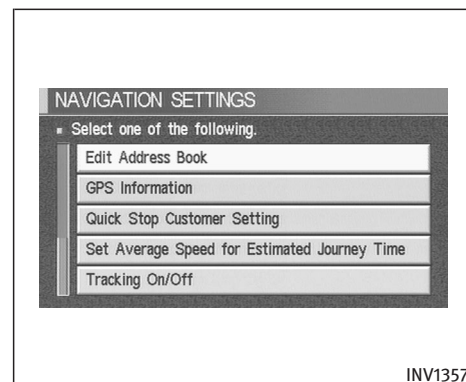 NAVIGATION SETTINGS
Select one of the following.
Edit Address Book
GPS Information
Quick Stop Customer Setting
Set Average Speed for Estimated Journey Time
Tracking On/Off
INV1357